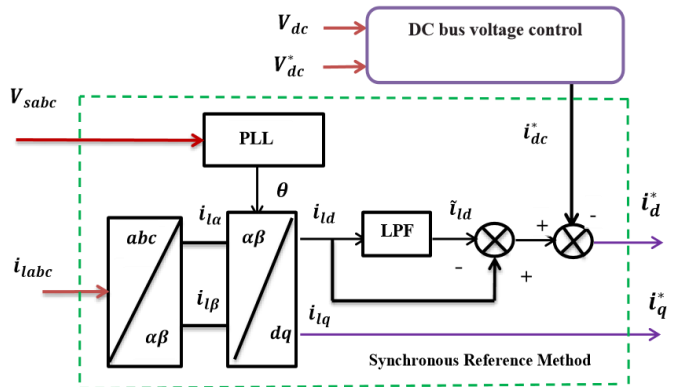 V_dc
DC bus voltage control
V*_dc
V_sabc
PLL
i*_dc
θ
i_lα
i_ld
ĩ_ld
i*_d
abc
αβ
LPF
+
-
-
+
i_labc
i_lβ
i_lq
i*_q
αβ
dq
Synchronous Reference Method